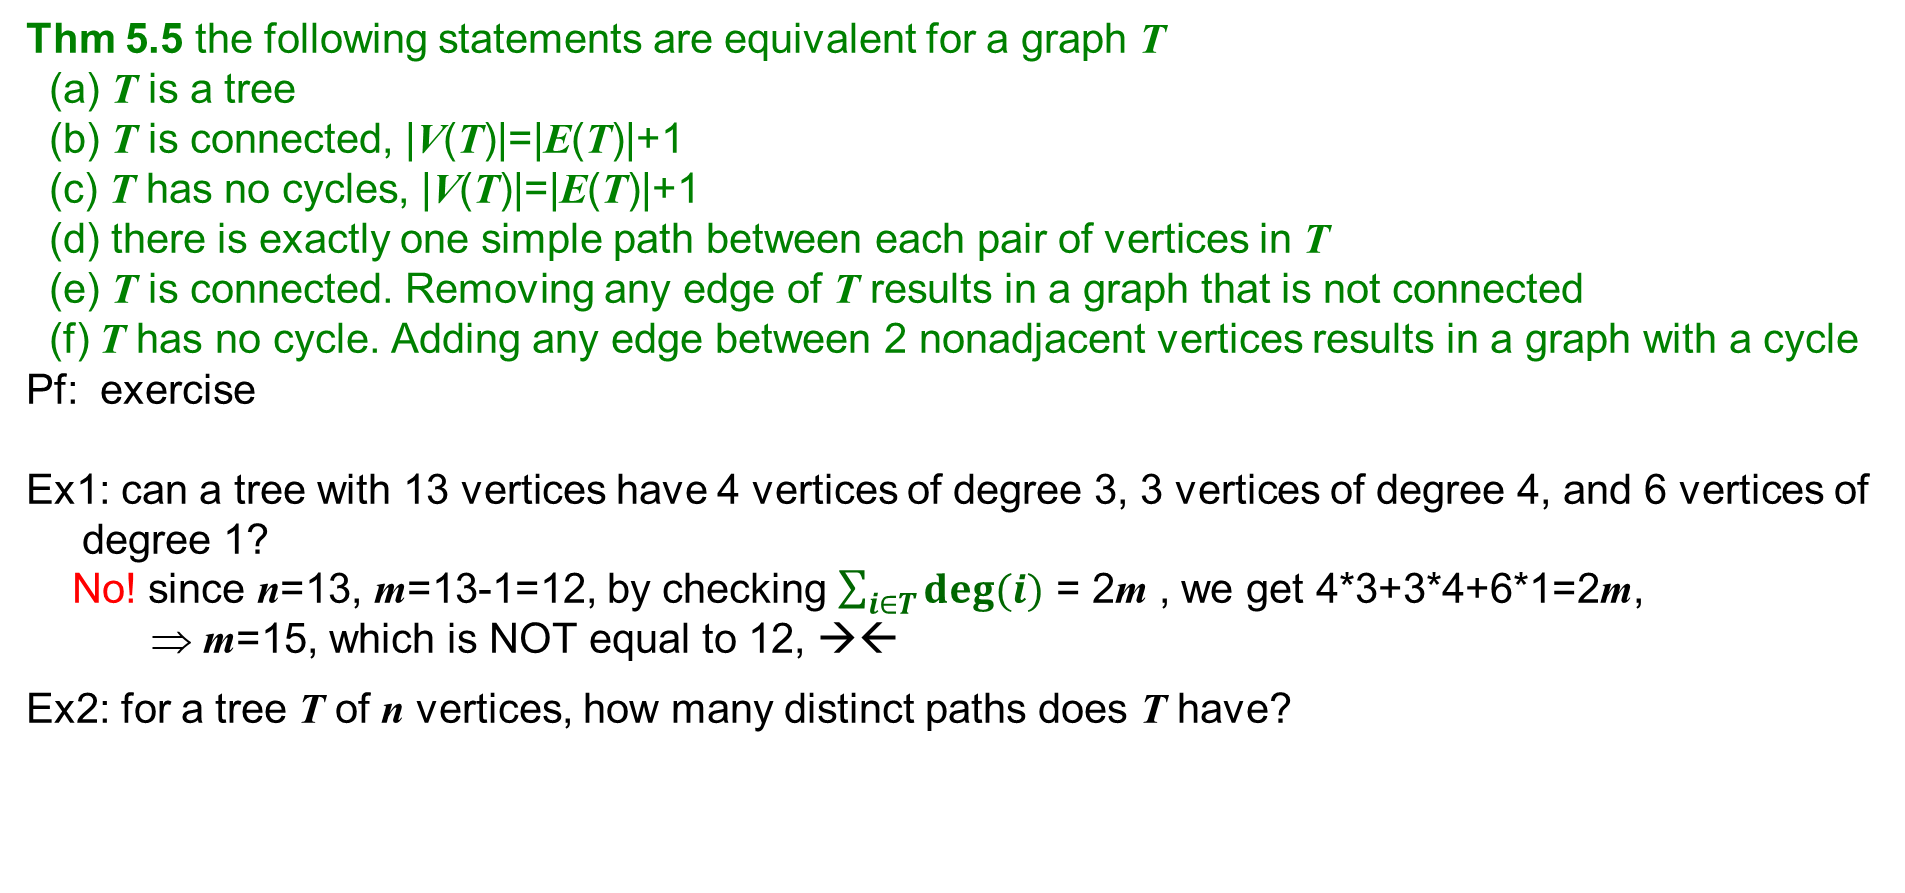 Thm 5.5 the following statements are equivalent for a graph T
(a) T is a tree
(b) T is connected, |V(T)|=|E(T)|+1
(c) T has no cycles, |V(T)|=|E(T)|+1
(d) there is exactly one simple path between each pair of vertices in T
(e) T is connected. Removing any edge of T results in a graph that is not connected
(f) T has no cycle. Adding any edge between 2 nonadjacent vertices results in a graph with a cycle
Pf: exercise
Ex1: can a tree with 13 vertices have 4 vertices of degree 3, 3 vertices of degree 4, and 6 vertices of
degree 1?
No! since n=13, m=13-1=12, by checking ∑i∈T deg(i) = 2m , we get 4*3+3*4+6*1=2m,
⇒ m=15, which is NOT equal to 12, →←
Ex2: for a tree T of n vertices, how many distinct paths does T have?